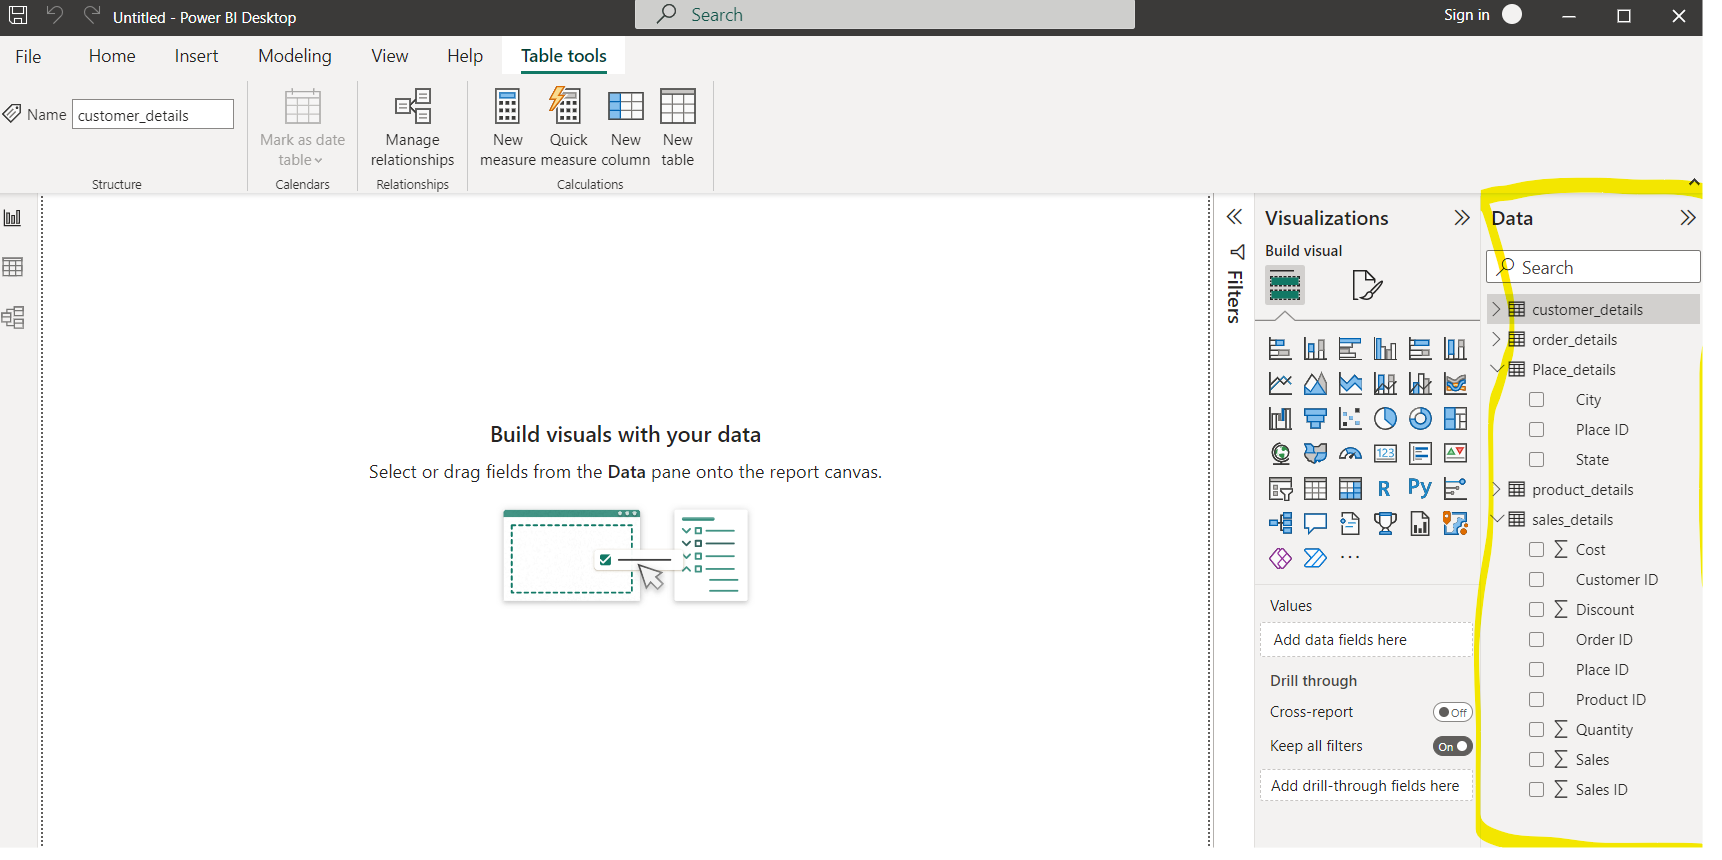 Untitled - Power BI Desktop
Search
Sign in
File
Home
Insert
Modeling
View
Help
Table tools
Name
customer_details
Mark as date
table
Manage
relationships
New
measure
Quick
measure
New
column
New
table
Structure
Calendars
Relationships
Calculations
Build visuals with your data
Select or drag fields from the Data pane onto the report canvas.
Filters
Visualizations
Build visual
123
R
Py
...
Values
Add data fields here
Drill through
Cross-report
Off
Keep all filters
On
Add drill-through fields here
Data
Search
customer_details
order_details
Place_details
City
Place ID
State
product_details
sales_details
∑ Cost
Customer ID
∑ Discount
Order ID
Place ID
Product ID
∑ Quantity
∑ Sales
∑ Sales ID